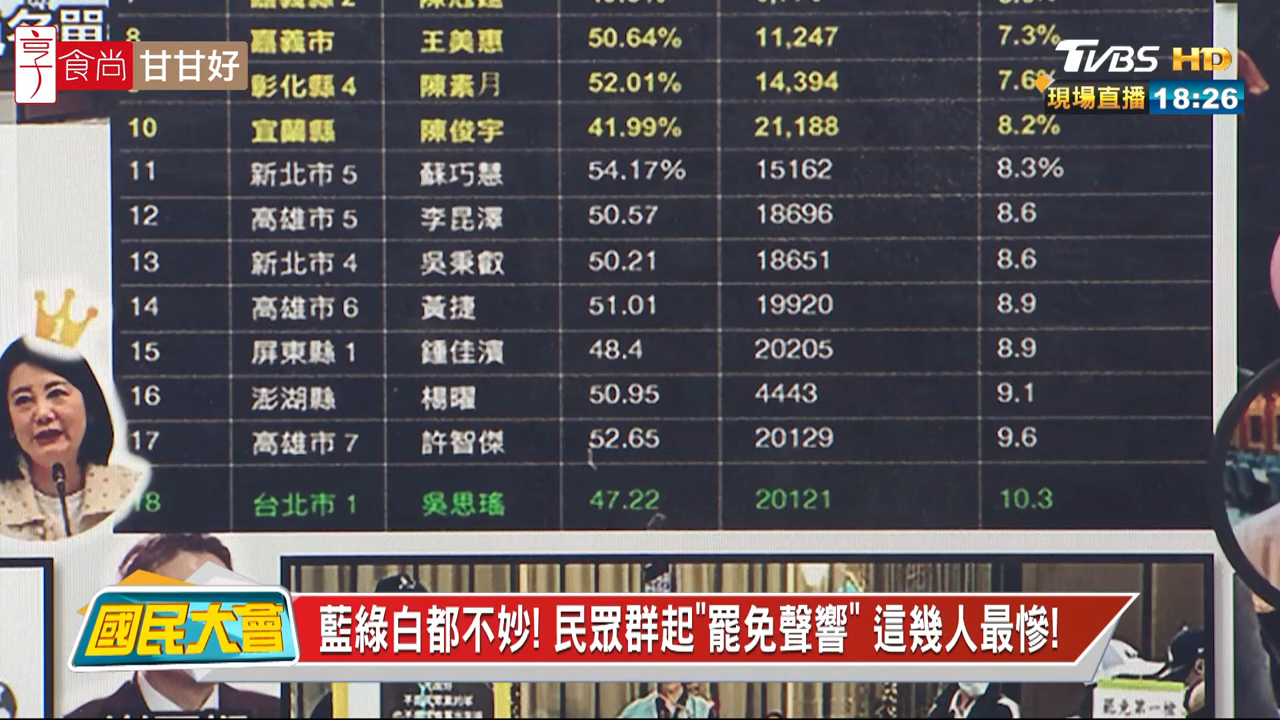 名單
享 食尚 甘甘好
TVBS HD
現場直播 18:26
8 嘉義市 王美惠 50.64% 11,247 7.3%
彰化縣 4 陳素月 52.01% 14,394 7.6%
10 宜蘭縣 陳俊宇 41.99% 21,188 8.2%
11 新北市 5 蘇巧慧 54.17% 15162 8.3%
12 高雄市 5 李昆澤 50.57 18696 8.6
13 新北市 4 吳秉叡 50.21 18651 8.6
14 高雄市 6 黃捷 51.01 19920 8.9
15 屏東縣 1 鍾佳濱 48.4 20205 8.9
16 澎湖縣 楊曜 50.95 4443 9.1
17 高雄市 7 許智傑 52.65 20129 9.6
18 台北市 1 吳思瑤 47.22 20121 10.3
1
國民大會
藍綠白都不妙! 民眾群起"罷免聲響" 這幾人最慘!
罷免第一槍